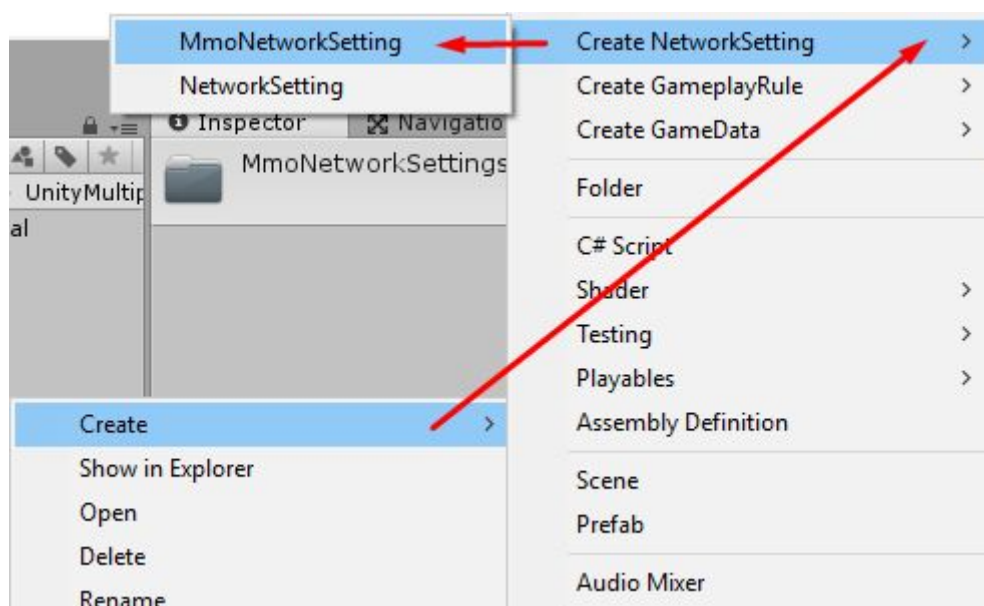 MmoNetworkSetting
NetworkSetting
Inspector
Navigatio
MmoNetworkSettings
UnityMultip
al
Create
Show in Explorer
Open
Delete
Rename
Create NetworkSetting
Create GameplayRule
Create GameData
Folder
C# Script
Shader
Testing
Playables
Assembly Definition
Scene
Prefab
Audio Mixer